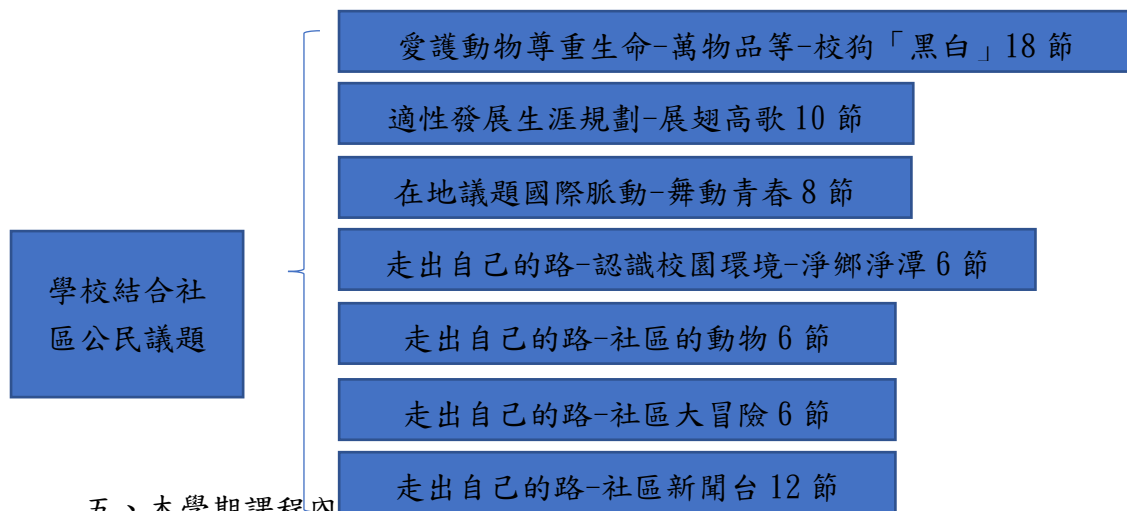 愛護動物尊重生命-萬物品等-校狗「黑白」18 節
適性發展生涯規劃-展翅高歌 10 節
在地議題國際脈動-舞動青春 8 節
走出自己的路-認識校園環境-淨鄉淨潭 6 節
學校結合社
區公民議題
走出自己的路-社區的動物 6 節
走出自己的路-社區大冒險 6 節
走出自己的路-社區新聞台 12 節
五、本學期課程內